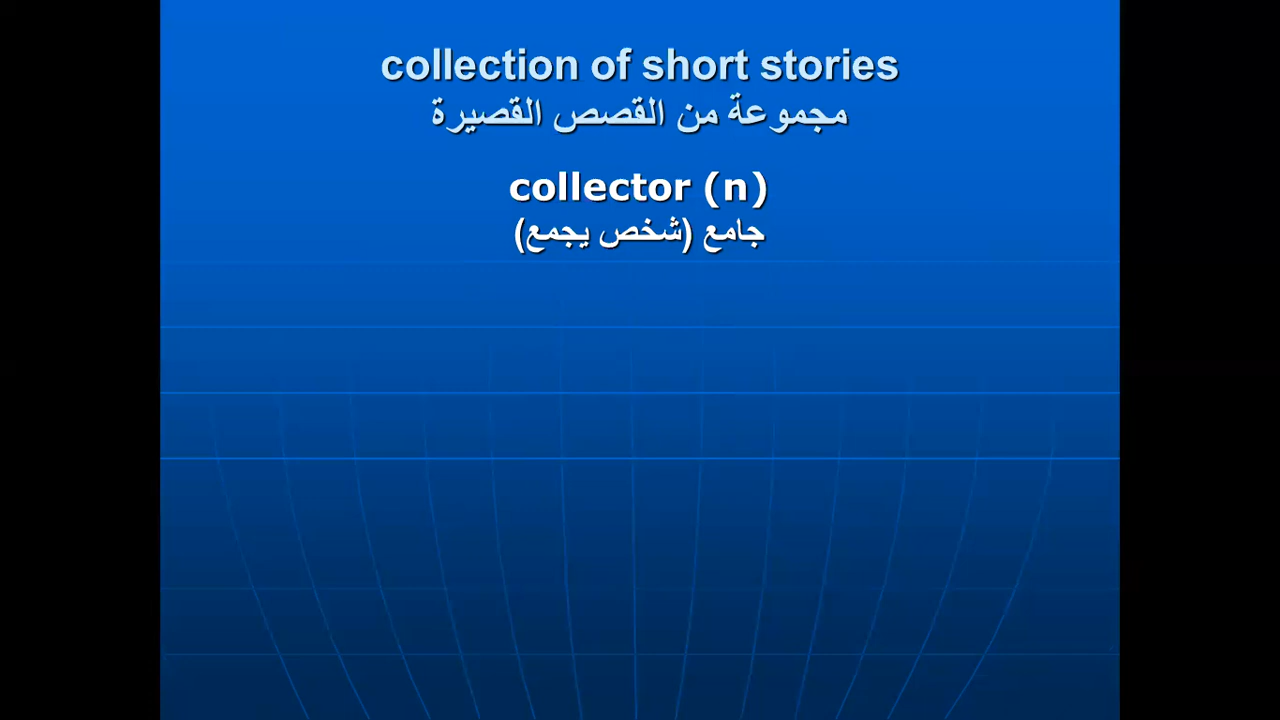 collection of short stories
مجموعة من القصص القصيرة
collector (n)
جامع (شخص يجمع)